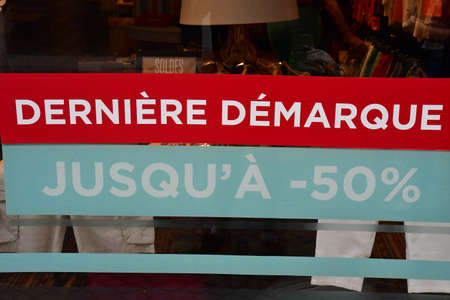 SOLDES
DERNIÈRE DÉMARQUE
JUSQU'À -50%